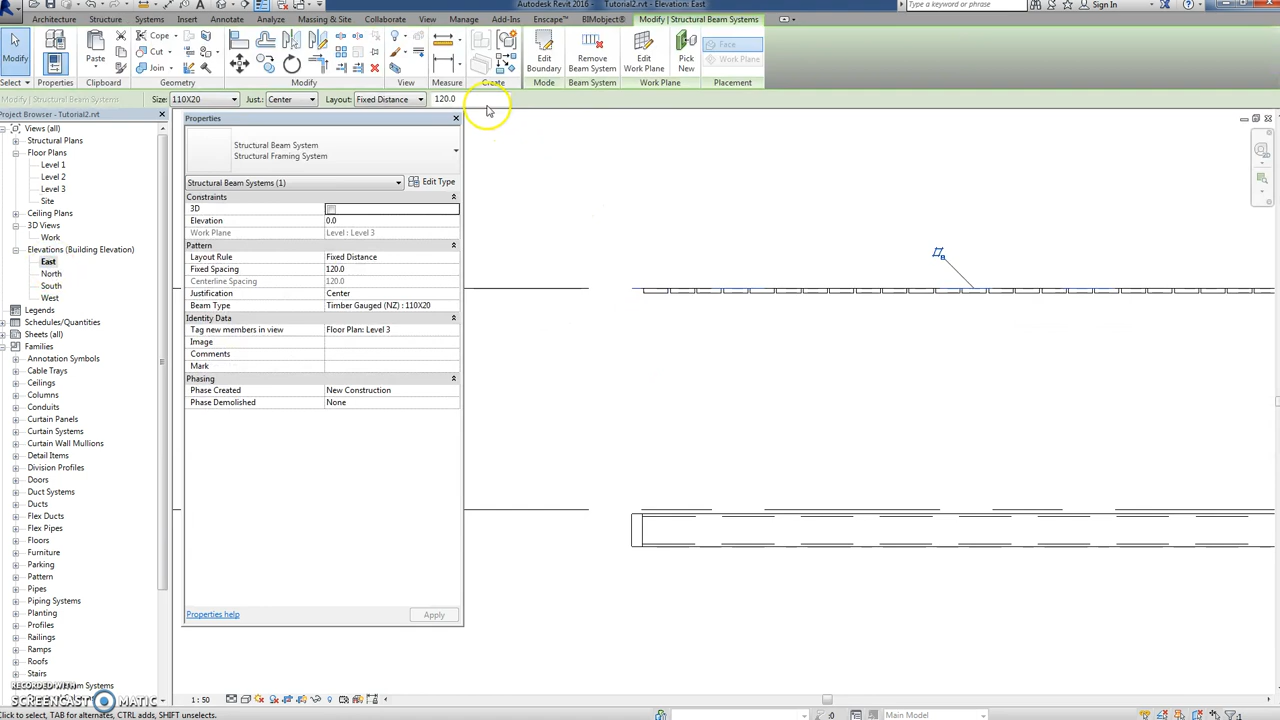 Autodesk Revit 2016 - Tutorial2.rvt - Elevation: East
Type a keyword or phrase
Sign In
Architecture Structure Systems Insert Annotate Analyze Massing & Site Collaborate View Manage Add-Ins Enscape™ BIMobject® Modify | Structural Beam Systems
Modify
Properties
Paste
Cope
Cut
Join
Edit
Boundary
Remove
Beam System
Edit
Work Plane
Pick
New
Face
Work Plane
Select Properties Clipboard Geometry Modify View Measure Create Mode Beam System Work Plane Placement
Modify | Structural Beam Systems Size: 110X20 Just.: Center Layout: Fixed Distance 120.0
Project Browser - Tutorial2.rvt
Views (all)
Structural Plans
Floor Plans
Level 1
Level 2
Level 3
Site
Ceiling Plans
3D Views
Work
Elevations (Building Elevation)
East
North
South
West
Legends
Schedules/Quantities
Sheets (all)
Families
Annotation Symbols
Cable Trays
Ceilings
Columns
Conduits
Curtain Panels
Curtain Systems
Curtain Wall Mullions
Detail Items
Division Profiles
Doors
Duct Systems
Ducts
Flex Ducts
Flex Pipes
Floors
Furniture
Parking
Pattern
Pipes
Piping Systems
Planting
Profiles
Railings
Ramps
Roofs
Stairs
Properties
Structural Beam System
Structural Framing System
Structural Beam Systems (1)
Edit Type
Constraints
3D
Elevation 0.0
Work Plane Level : Level 3
Pattern
Layout Rule Fixed Distance
Fixed Spacing 120.0
Centerline Spacing 120.0
Justification Center
Beam Type Timber Gauged (NZ) : 110X20
Identity Data
Tag new members in view Floor Plan: Level 3
Image
Comments
Mark
Phasing
Phase Created New Construction
Phase Demolished None
Properties help
Apply
RECORDED WITH
SCREENCAST MATIC
1 : 50
Click to select, TAB for alternates, CTRL adds, SHIFT unselects.
:0
Main Model